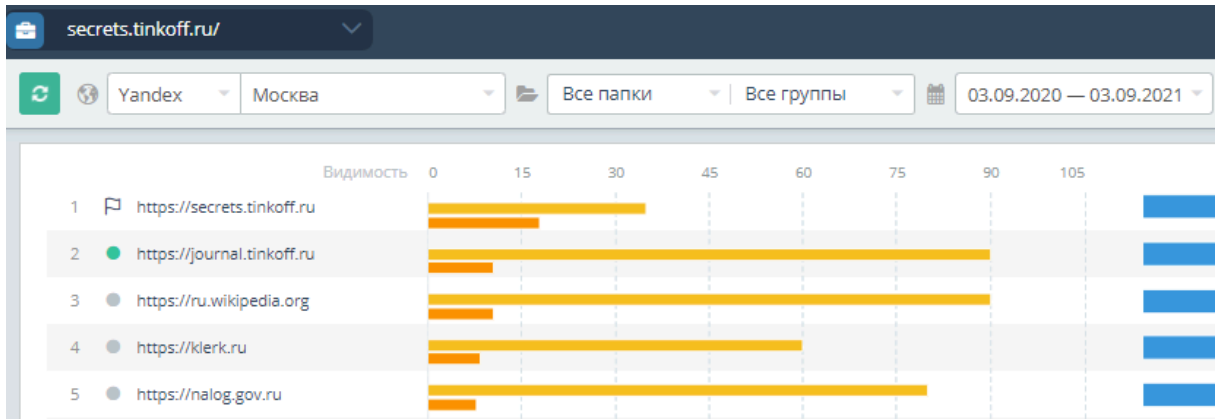 secrets.tinkoff.ru/
Yandex Москва Все папки Все группы 03.09.2020 — 03.09.2021
Видимость 0 15 30 45 60 75 90 105
1 https://secrets.tinkoff.ru
2 https://journal.tinkoff.ru
3 https://ru.wikipedia.org
4 https://klerk.ru
5 https://nalog.gov.ru